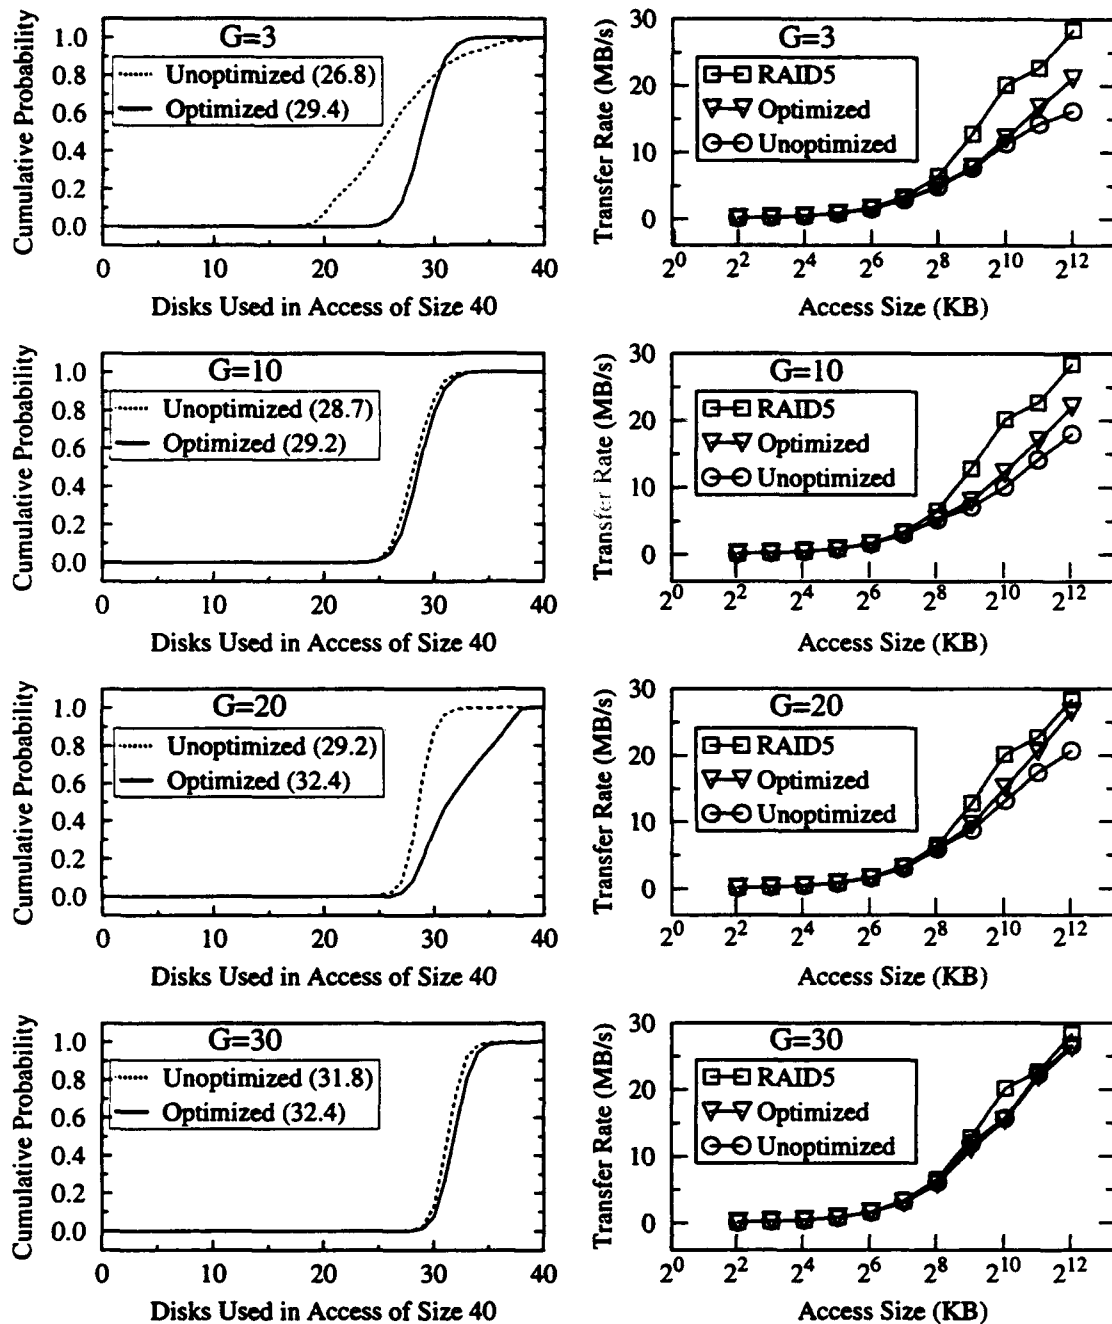 G=3
Cumulative Probability
1.0
0.8
0.6
0.4
0.2
0.0
Unoptimized (26.8)
Optimized (29.4)
0 10 20 30 40
Disks Used in Access of Size 40
G=3
Transfer Rate (MB/s)
30
20
10
0
RAID5
Optimized
Unoptimized
2^0 2^2 2^4 2^6 2^8 2^10 2^12
Access Size (KB)
G=10
Cumulative Probability
1.0
0.8
0.6
0.4
0.2
0.0
Unoptimized (28.7)
Optimized (29.2)
0 10 20 30 40
Disks Used in Access of Size 40
G=10
Transfer Rate (MB/s)
30
20
10
0
RAID5
Optimized
Unoptimized
2^0 2^2 2^4 2^6 2^8 2^10 2^12
Access Size (KB)
G=20
Cumulative Probability
1.0
0.8
0.6
0.4
0.2
0.0
Unoptimized (29.2)
Optimized (32.4)
0 10 20 30 40
Disks Used in Access of Size 40
G=20
Transfer Rate (MB/s)
30
20
10
0
RAID5
Optimized
Unoptimized
2^0 2^2 2^4 2^6 2^8 2^10 2^12
Access Size (KB)
G=30
Cumulative Probability
1.0
0.8
0.6
0.4
0.2
0.0
Unoptimized (31.8)
Optimized (32.4)
0 10 20 30 40
Disks Used in Access of Size 40
G=30
Transfer Rate (MB/s)
30
20
10
0
RAID5
Optimized
Unoptimized
2^0 2^2 2^4 2^6 2^8 2^10 2^12
Access Size (KB)